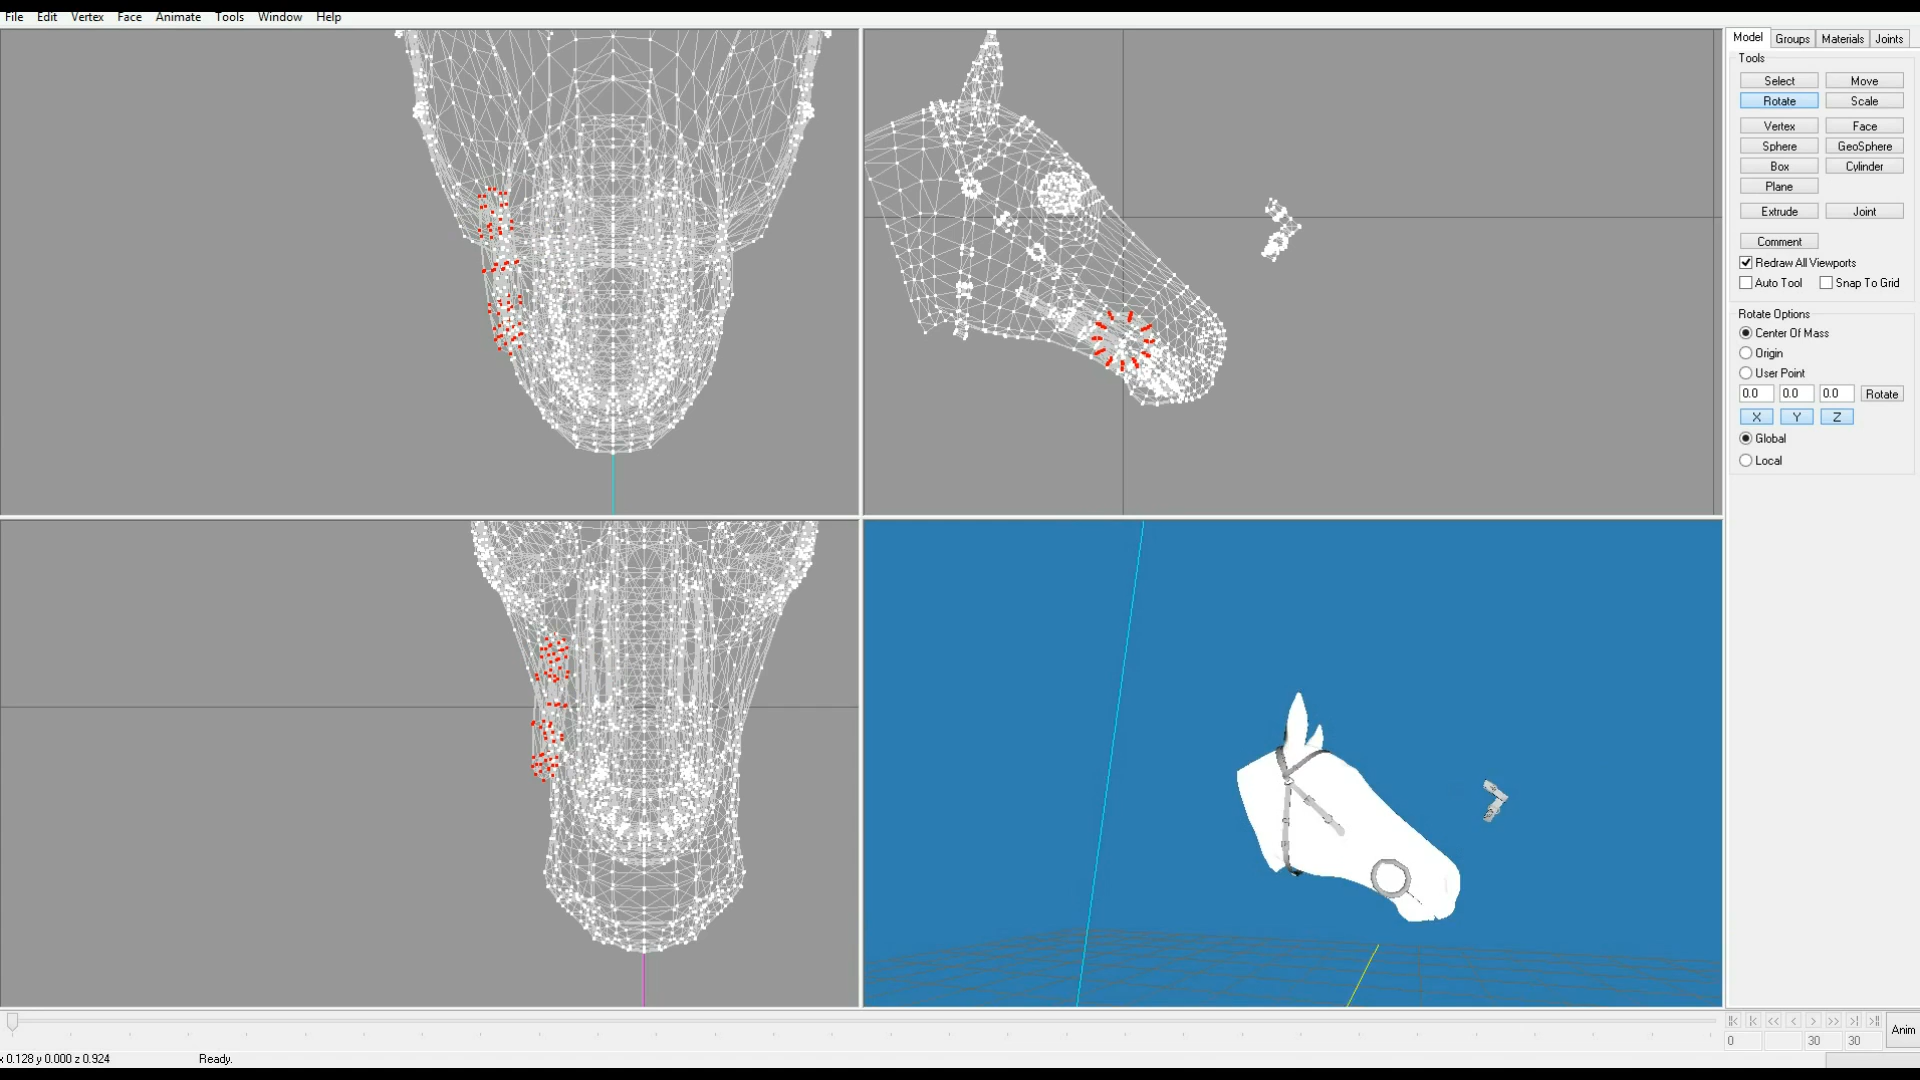 File Edit Vertex Face Animate Tools Window Help
Model Groups Materials Joints
Tools
Select Move
Rotate Scale
Vertex Face
Sphere GeoSphere
Box Cylinder
Plane
Extrude Joint
Comment
Redraw All Viewports
Auto Tool Snap To Grid
Rotate Options
Center Of Mass
Origin
User Point
0.0 0.0 0.0 Rotate
X Y Z
Global
Local
|< |< << < > >> >| >|
Anim
0 30 30
x 0.128 y 0.000 z 0.924 Ready.